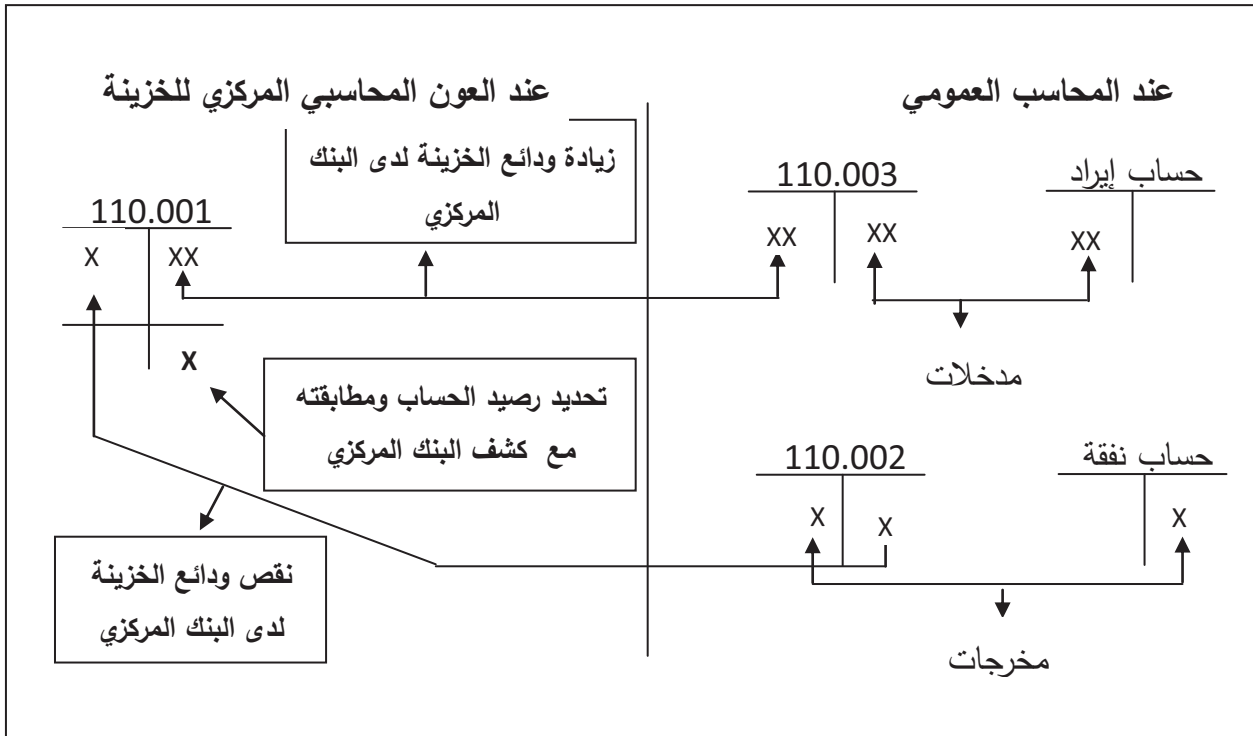 عند المحاسب العمومي
عند العون المحاسبي المركزي للخزينة
زيادة ودائع الخزينة لدى البنك
المركزي
حساب إيراد
110.003
110.001
XX
XX
XX
XX
X
مدخلات
X
تحديد رصيد الحساب ومطابقته
مع كشف البنك المركزي
حساب نفقة
110.002
X
X
X
مخرجات
نقص ودائع الخزينة
لدى البنك المركزي